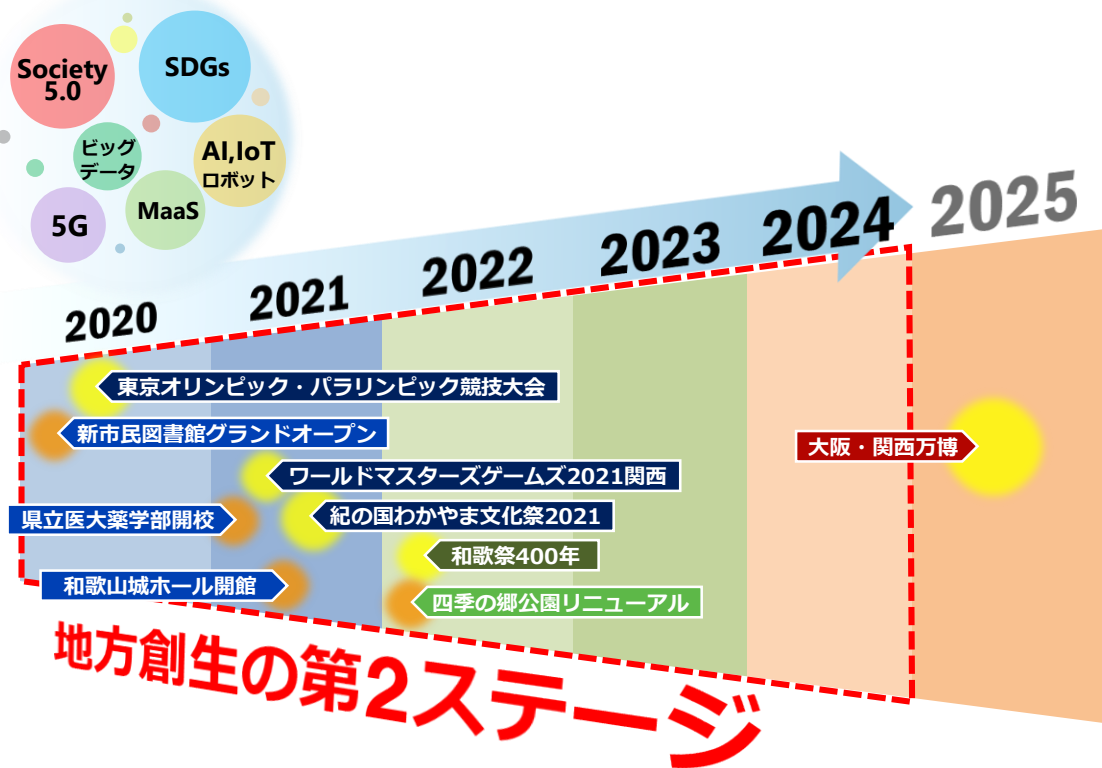 Society
5.0
SDGs
ビッグ
データ
AI,IoT
ロボット
5G
MaaS
2020
2021
2022
2023
2024
2025
東京オリンピック・パラリンピック競技大会
新市民図書館グランドオープン
ワールドマスターズゲームズ2021関西
県立医大薬学部開校
紀の国わかやま文化祭2021
和歌祭400年
和歌山城ホール開館
四季の郷公園リニューアル
大阪・関西万博
地方創生の第2ステージ